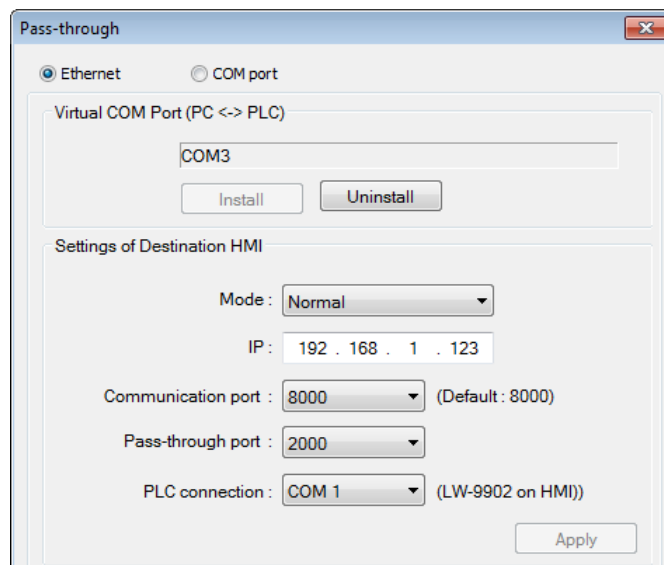 Pass-through
Ethernet COM port
Virtual COM Port (PC <-> PLC)
COM3
Install Uninstall
Settings of Destination HMI
Mode : Normal
IP : 192 . 168 . 1 . 123
Communication port : 8000 (Default : 8000)
Pass-through port : 2000
PLC connection : COM 1 (LW-9902 on HMI))
Apply